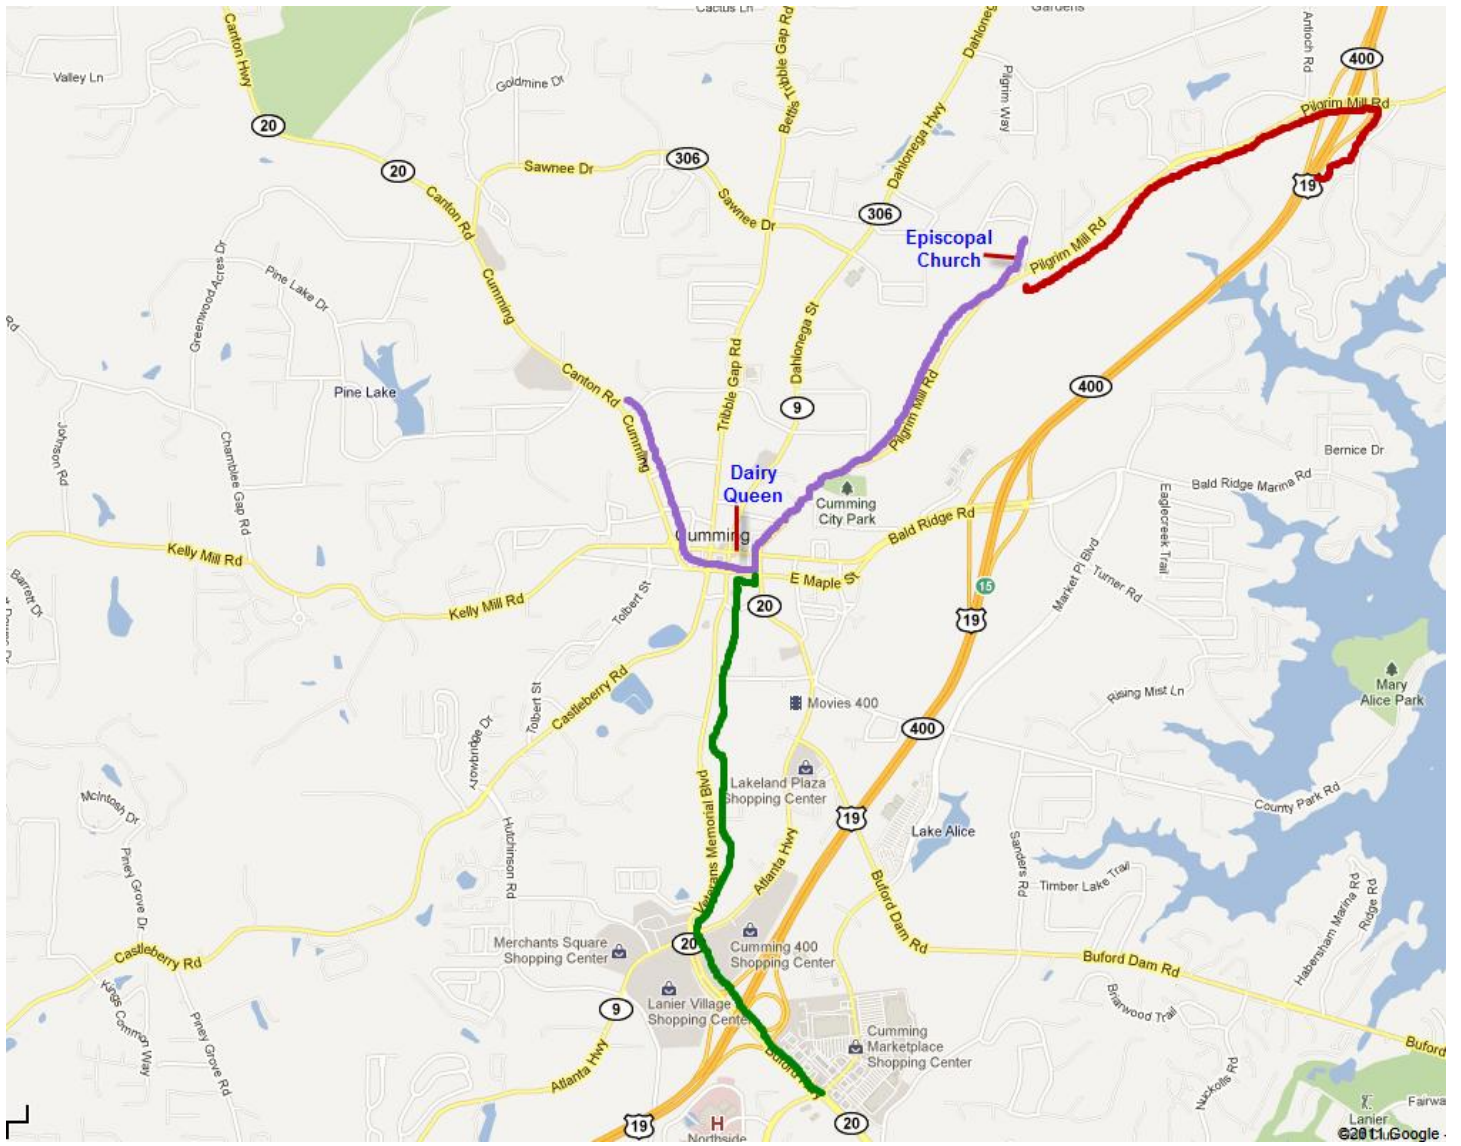 Cactus Ln
Gardens
Canton Hwy
Valley Ln
Goldmine Dr
Bettis Tribble Gap Rd
Dahlonega Hwy
Pilgrim Way
Antioch Rd
400
Pilgrim Mill Rd
20
20
Sawnee Dr
306
Canton Rd
Sawnee Dr
306
19
Episcopal
Church
Pilgrim Mill Rd
Greenwood Acres Dr
Pine Lake Dr
Cumming
Rd
Pine Lake
Canton Rd
Tribble Gap Rd
Dahlonega St
9
400
Pilgrim Mill Rd
Johnson Rd
Chamblee Gap Rd
Cumming
Dairy
Queen
Cumming
City Park
Bernice Dr
Bald Ridge Marina Rd
Bald Ridge Rd
Eaglecreek Trail
Cumming
Kelly Mill Rd
Barrett Dr
Kelly Mill Rd
Tolbert St
E Maple St
20
15
19
Market Pl Blvd
Turner Rd
Castleberry Rd
Tolbert St
Movies 400
400
Rising Mist Ln
Mary
Alice Park
McIntosh Dr
Lakeland Plaza
Shopping Center
19
Lake Alice
County Park Rd
Veterans Memorial Blvd
Hutchinson Rd
Piney Grove Dr
Atlanta Hwy
Buford Dam Rd
Sanders Rd
Timber Lake Trail
Habersham Marina Rd
Ridge Rd
Castleberry Rd
Merchants Square
Shopping Center
20
Cumming 400
Shopping Center
Buford Dam Rd
Kings Common Way
Piney Grove Rd
9
Lanier Village
Shopping Center
Briarwood Trail
Cumming
Marketplace
Shopping Center
Buford
Atlanta Hwy
Nuckolls Rd
19
H
Northside
20
Lanier
©2011 Google